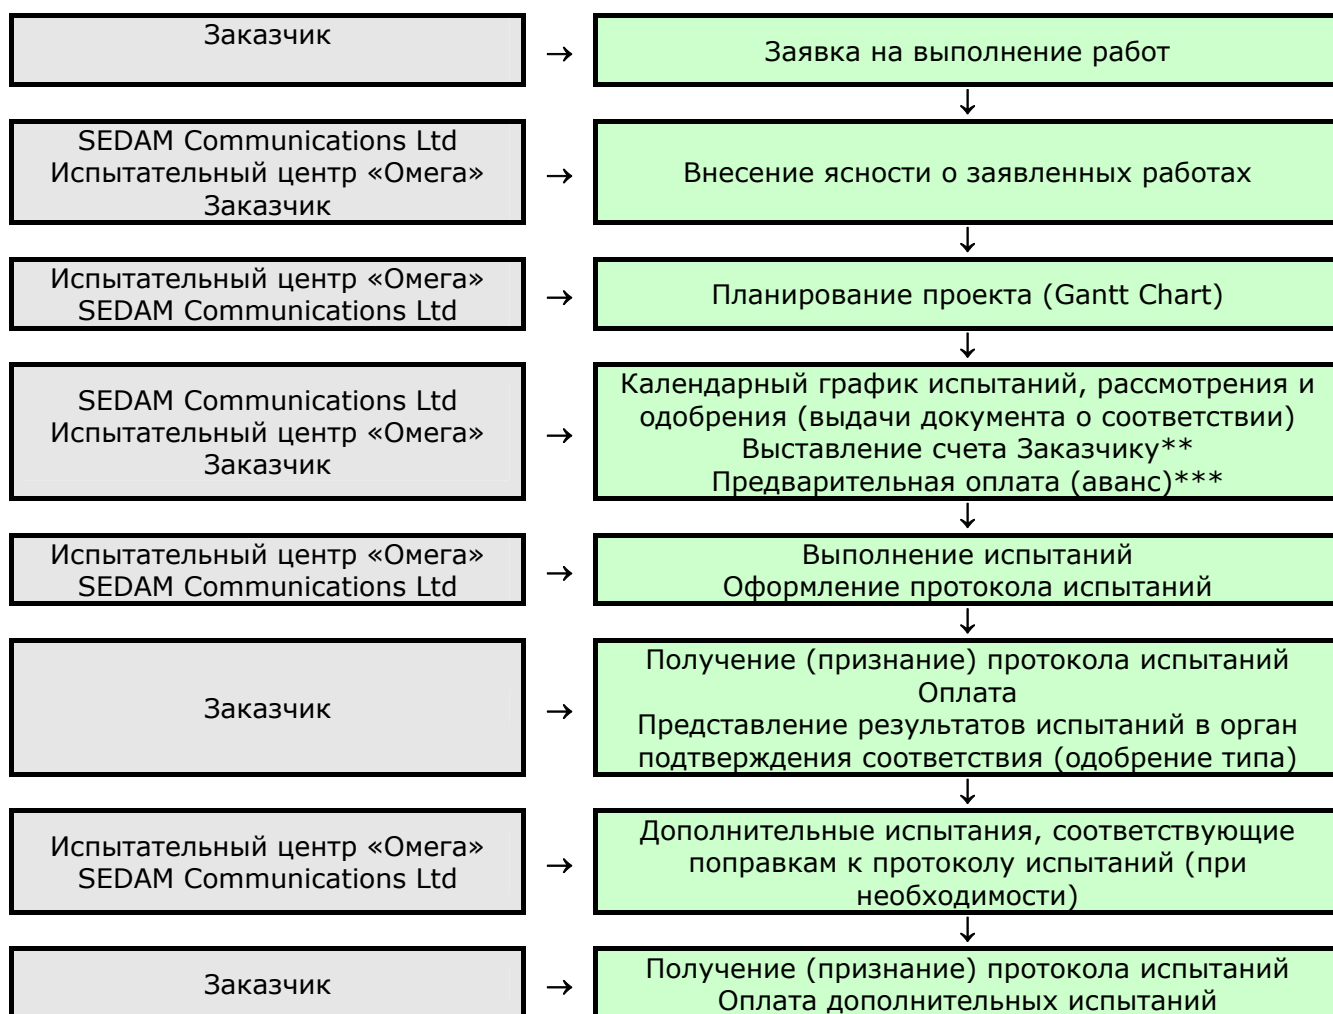 Заказчик
→
Заявка на выполнение работ
↓
SEDAM Communications Ltd
Испытательный центр «Омега»
Заказчик
→
Внесение ясности о заявленных работах
↓
Испытательный центр «Омега»
SEDAM Communications Ltd
→
Планирование проекта (Gantt Chart)
↓
SEDAM Communications Ltd
Испытательный центр «Омега»
Заказчик
→
Календарный график испытаний, рассмотрения и
одобрения (выдачи документа о соответствии)
Выставление счета Заказчику**
Предварительная оплата (аванс)***
↓
Испытательный центр «Омега»
SEDAM Communications Ltd
→
Выполнение испытаний
Оформление протокола испытаний
↓
Заказчик
→
Получение (признание) протокола испытаний
Оплата
Представление результатов испытаний в орган
подтверждения соответствия (одобрение типа)
↓
Испытательный центр «Омега»
SEDAM Communications Ltd
→
Дополнительные испытания, соответствующие
поправкам к протоколу испытаний (при
необходимости)
↓
Заказчик
→
Получение (признание) протокола испытаний
Оплата дополнительных испытаний